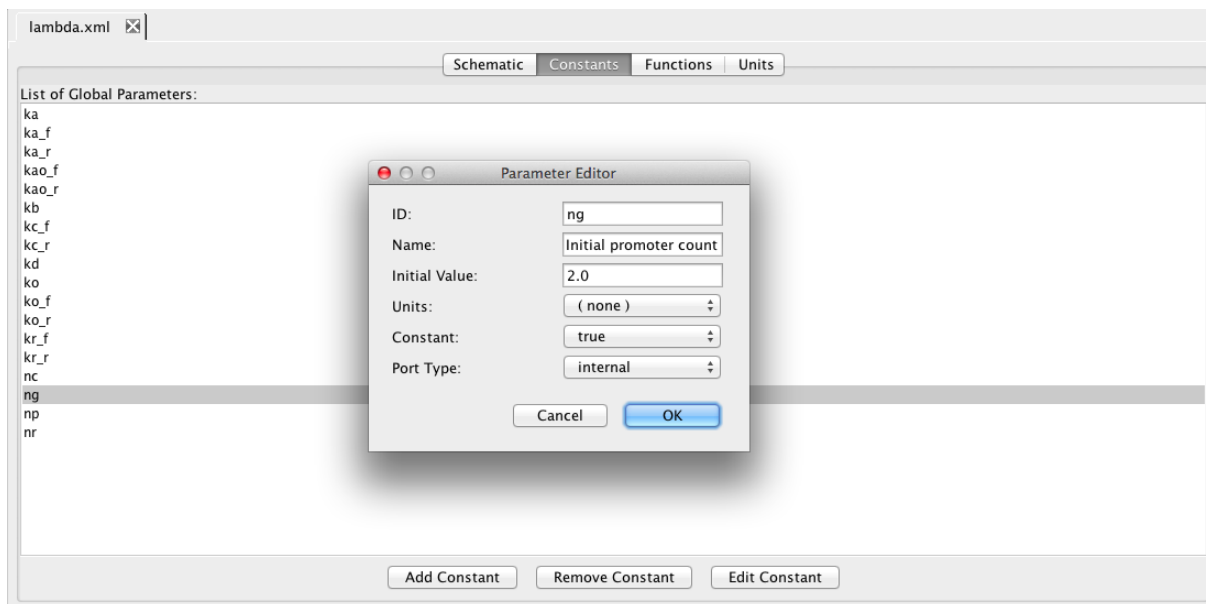 lambda.xml
Schematic Constants Functions Units
List of Global Parameters:
ka
ka_f
ka_r
kao_f
kao_r
kb
kc_f
kc_r
kd
ko
ko_f
ko_r
kr_f
kr_r
nc
ng
np
nr
Parameter Editor
ID: ng
Name: Initial promoter count
Initial Value: 2.0
Units: ( none )
Constant: true
Port Type: internal
Cancel OK
Add Constant Remove Constant Edit Constant